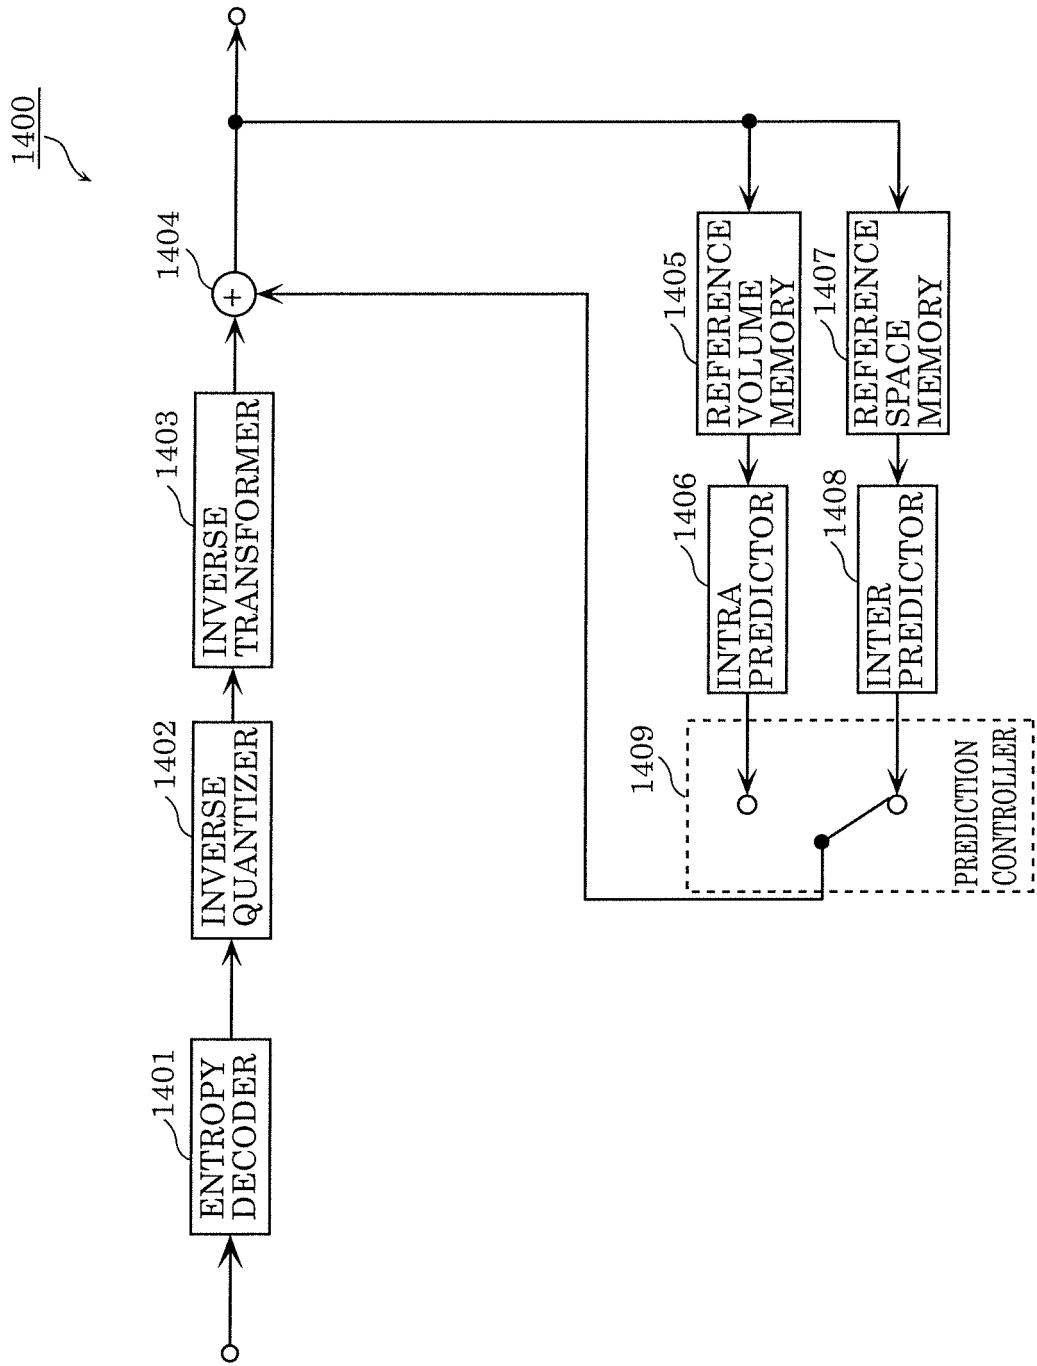 1400
1401
ENTROPY
DECODER
1402
INVERSE
QUANTIZER
1403
INVERSE
TRANSFORMER
1404
+
1409
PREDICTION
CONTROLLER
1406
INTRA
PREDICTOR
1405
REFERENCE
VOLUME
MEMORY
1408
INTER
PREDICTOR
1407
REFERENCE
SPACE
MEMORY